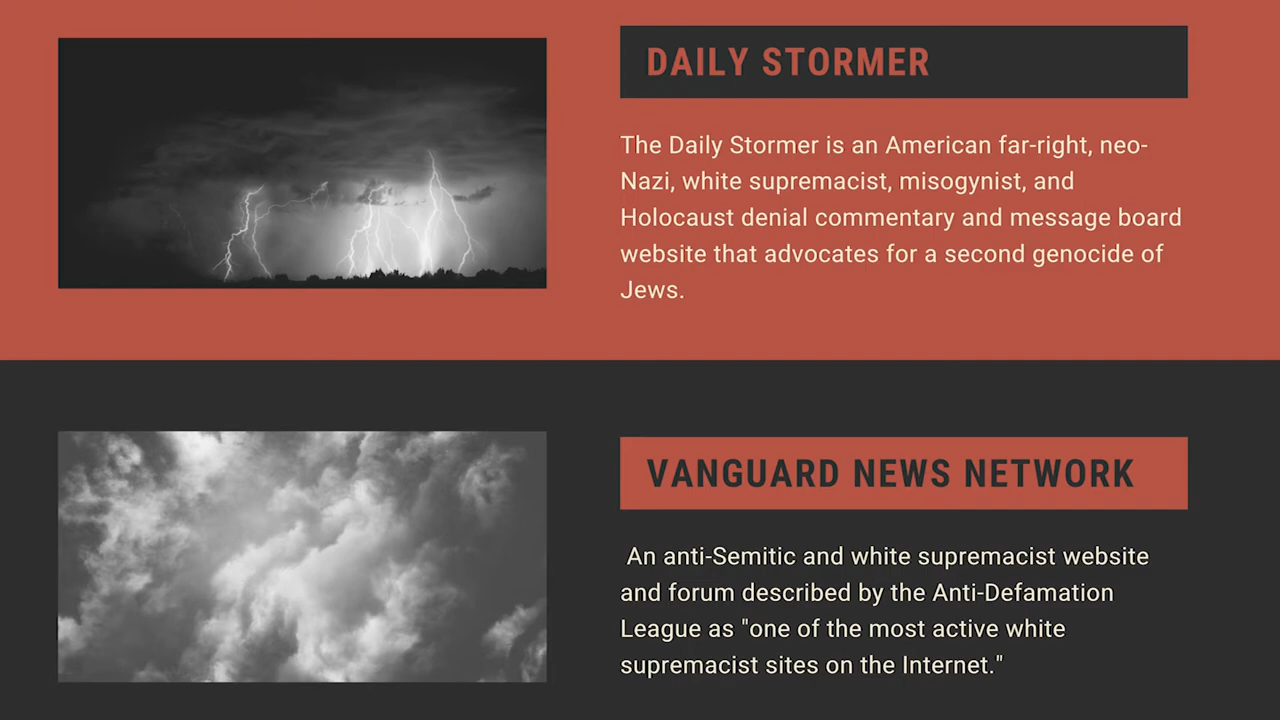 DAILY STORMER
The Daily Stormer is an American far-right, neo-
Nazi, white supremacist, misogynist, and
Holocaust denial commentary and message board
website that advocates for a second genocide of
Jews.
VANGUARD NEWS NETWORK
An anti-Semitic and white supremacist website
and forum described by the Anti-Defamation
League as "one of the most active white
supremacist sites on the Internet."